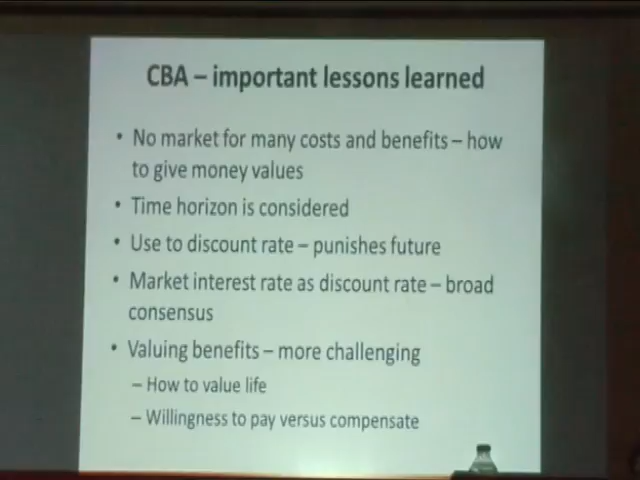 CBA – important lessons learned
• No market for many costs and benefits – how
to give money values
• Time horizon is considered
• Use to discount rate – punishes future
• Market interest rate as discount rate – broad
consensus
• Valuing benefits – more challenging
– How to value life
– Willingness to pay versus compensate